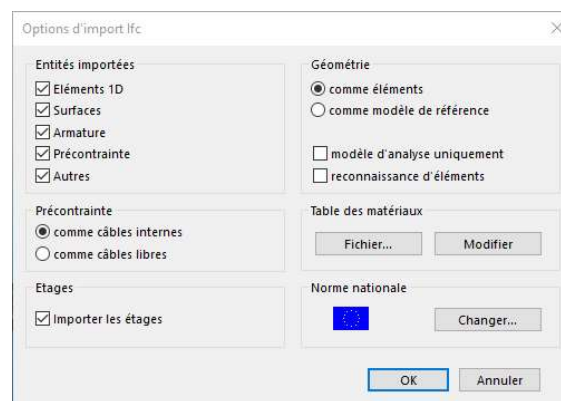 Options d'import Ifc
Entités importées
Eléments 1D
Surfaces
Armature
Précontrainte
Autres
Précontrainte
comme câbles internes
comme câbles libres
Etages
Importer les étages
Géométrie
comme éléments
comme modèle de référence
modèle d'analyse uniquement
reconnaissance d'éléments
Table des matériaux
Fichier... Modifier
Norme nationale
Changer...
OK Annuler